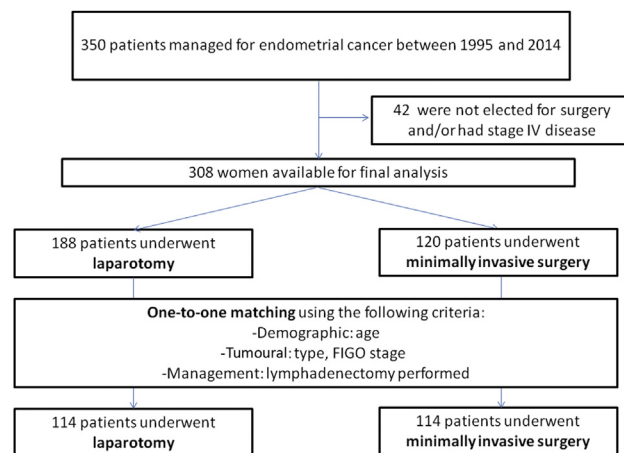 350 patients managed for endometrial cancer between 1995 and 2014
42 were not elected for surgery
and/or had stage IV disease
308 women available for final analysis
188 patients underwent
laparotomy
120 patients underwent
minimally invasive surgery
One-to-one matching using the following criteria:
-Demographic: age
-Tumoural: type, FIGO stage
-Management: lymphadenectomy performed
114 patients underwent
laparotomy
114 patients underwent
minimally invasive surgery